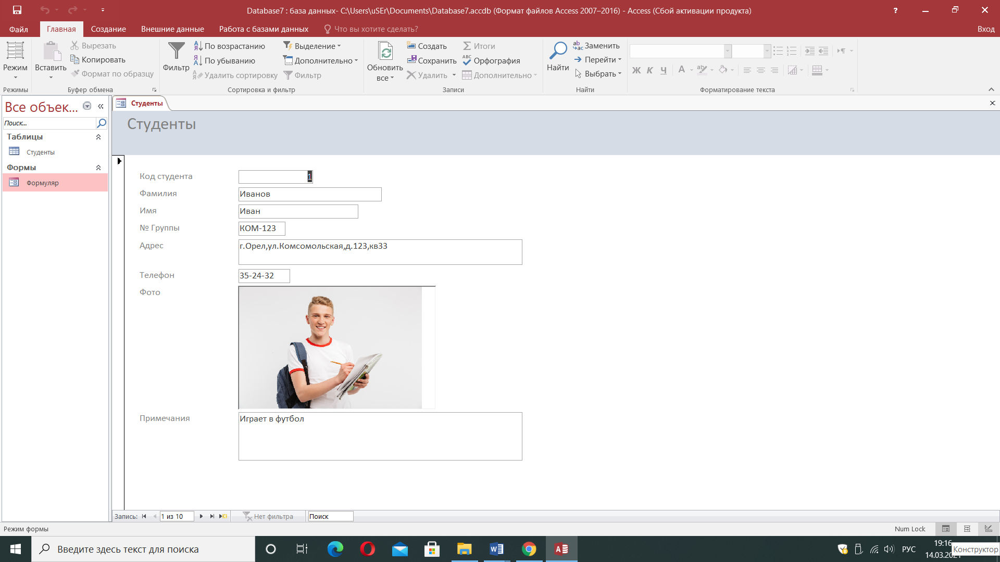 Database7 : база данных- C:\Users\uSEr\Documents\Database7.accdb (Формат файлов Access 2007–2016) - Access (Сбой активации продукта)
Файл Главная Создание Внешние данные Работа с базами данных Что вы хотите сделать? Вход
Режим
Режимы
Вставить
Вырезать
Копировать
Формат по образцу
Буфер обмена
Фильтр
По возрастанию
По убыванию
Удалить сортировку
Выделение
Дополнительно
Фильтр
Сортировка и фильтр
Обновить
все
Создать
Сохранить
Удалить
Итоги
Орфография
Дополнительно
Записи
Найти
Заменить
Перейти
Выбрать
Найти
Ж К Ч А
Форматирование текста
Все объек...
Поиск...
Таблицы
Студенты
Формы
Формуляр
Студенты
Студенты
Код студента 1
Фамилия Иванов
Имя Иван
№ Группы КОМ-123
Адрес г.Орел,ул.Комсомольская,д.123,кв33
Телефон 35-24-32
Фото
Примечания Играет в футбол
Запись: 1 из 10 Нет фильтра Поиск
Режим формы Num Lock
Введите здесь текст для поиска
РУС
19:16
Конструктор